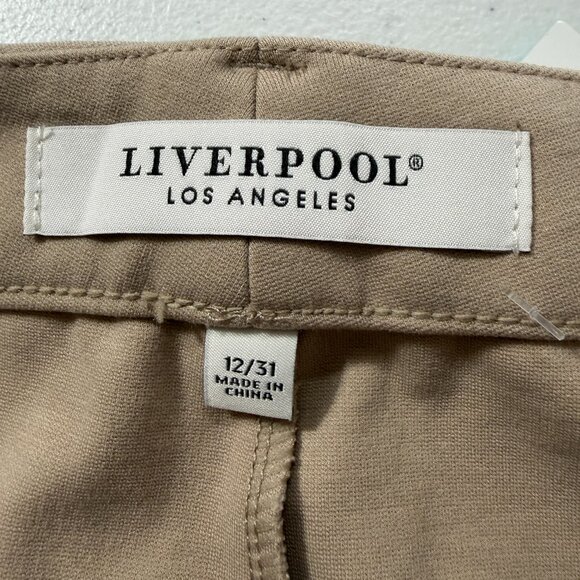 LIVERPOOL®
LOS ANGELES
12/31
MADE IN
CHINA